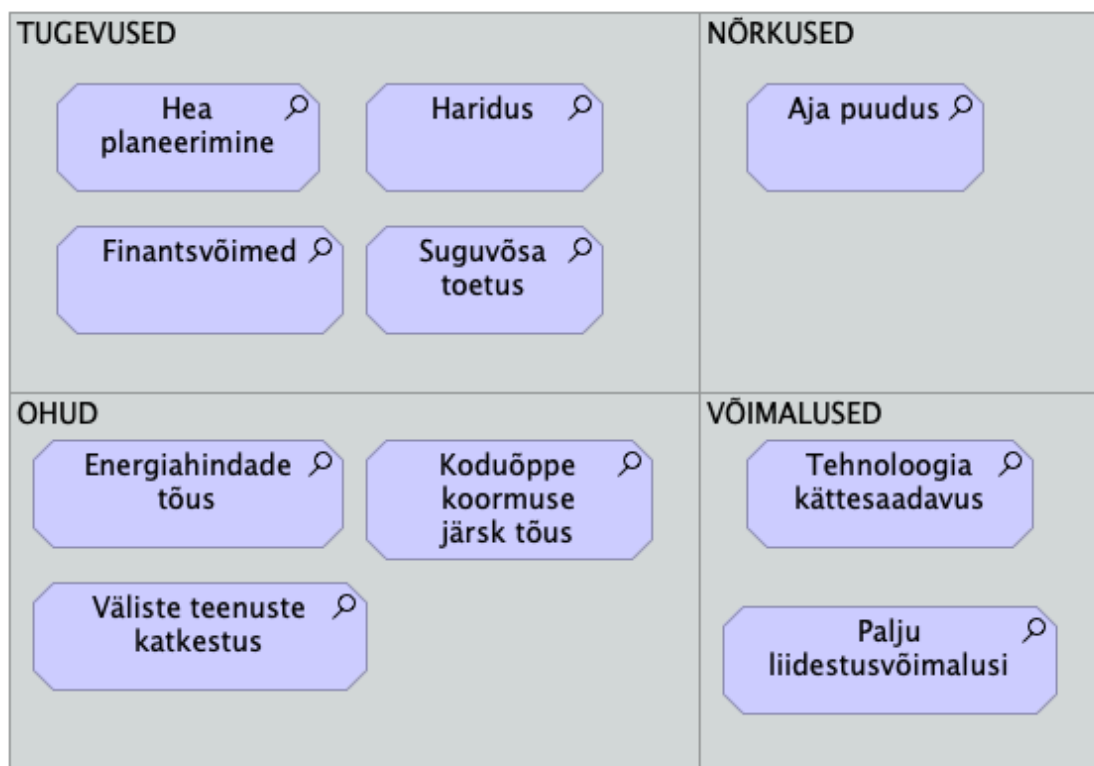 TUGEVUSED
Hea
planeerimine
Haridus
Finantsvõimed
Suguvõsa
toetus
NÕRKUSED
Aja puudus
OHUD
Energiahindade
tõus
Koduõppe
koormuse
järsk tõus
Väliste teenuste
katkestus
VÕIMALUSED
Tehnoloogia
kättesaadavus
Palju
liidestusvõimalusi